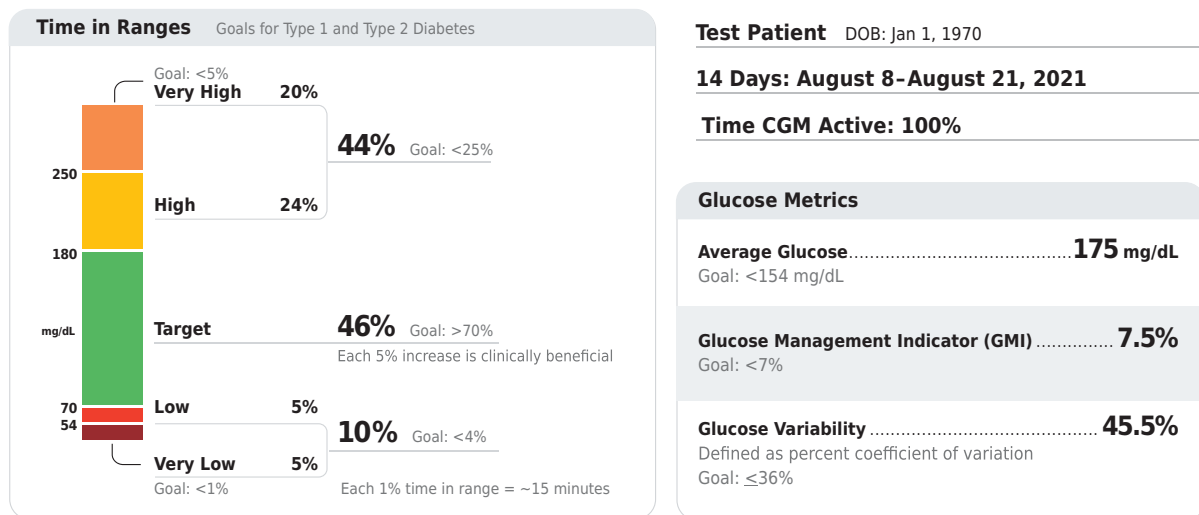 Time in Ranges Goals for Type 1 and Type 2 Diabetes
Goal: <5%
Very High 20%
44% Goal: <25%
250
High 24%
180
mg/dL
Target 46% Goal: >70%
Each 5% increase is clinically beneficial
70
Low 5%
54
10% Goal: <4%
Very Low 5%
Goal: <1%
Each 1% time in range = ~15 minutes
Test Patient DOB: Jan 1, 1970
14 Days: August 8–August 21, 2021
Time CGM Active: 100%
Glucose Metrics
Average Glucose...........................................175 mg/dL
Goal: <154 mg/dL
Glucose Management Indicator (GMI) ............... 7.5%
Goal: <7%
Glucose Variability ............................................ 45.5%
Defined as percent coefficient of variation
Goal: ≤36%